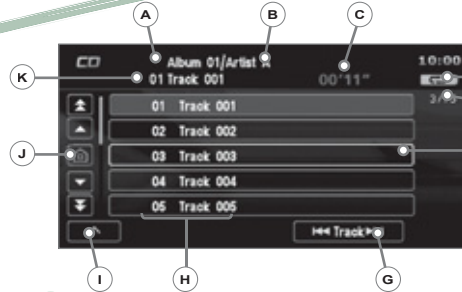 A
B
C
CD
Album 01/Artist A
10:00
K
01 Track 001
00'11"
01 Track 001
02 Track 002
J
03 Track 003
04 Track 004
05 Track 005
Track
I
H
G